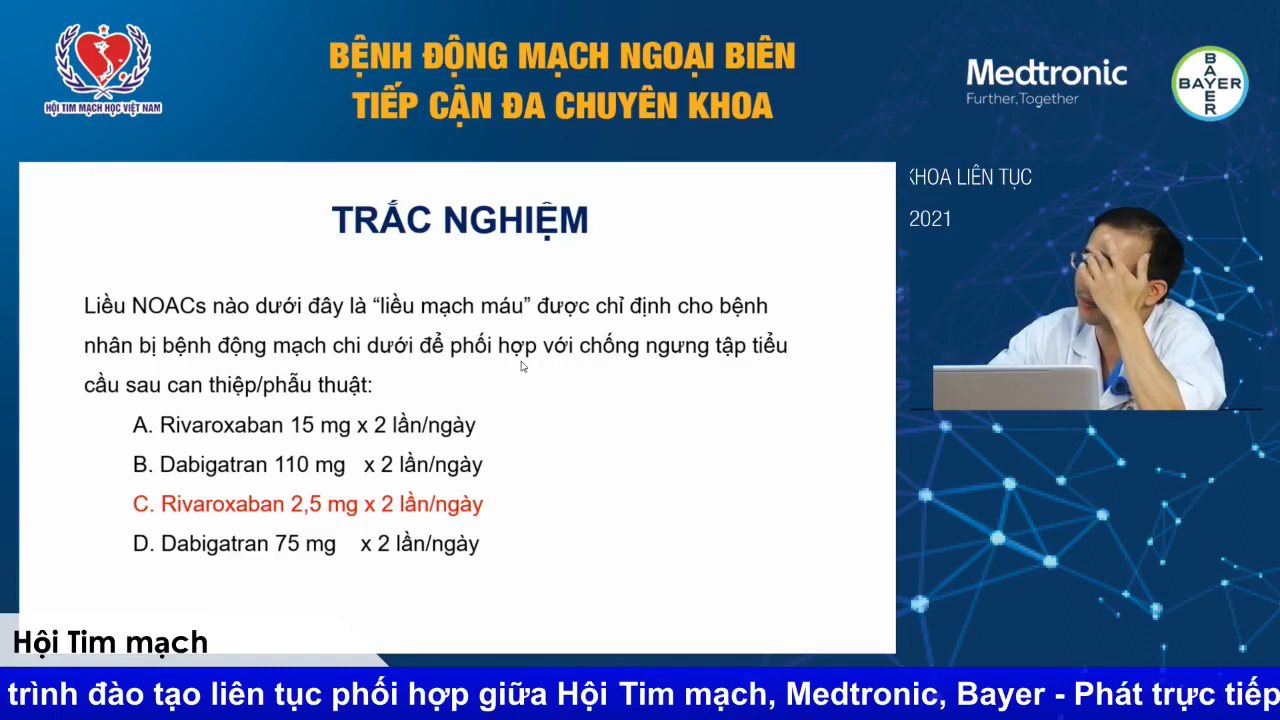 HỘI TIM MẠCH HỌC VIỆT NAM
BỆNH ĐỘNG MẠCH NGOẠI BIÊN
TIẾP CẬN ĐA CHUYÊN KHOA
Medtronic
Further, Together
BAYER
BAYER
KHOA LIÊN TỤC
2021
TRẮC NGHIỆM
Liều NOACs nào dưới đây là “liều mạch máu” được chỉ định cho bệnh
nhân bị bệnh động mạch chi dưới để phối hợp với chống ngưng tập tiểu
cầu sau can thiệp/phẫu thuật:
A. Rivaroxaban 15 mg x 2 lần/ngày
B. Dabigatran 110 mg x 2 lần/ngày
C. Rivaroxaban 2,5 mg x 2 lần/ngày
D. Dabigatran 75 mg x 2 lần/ngày
Hội Tim mạch
trình đào tạo liên tục phối hợp giữa Hội Tim mạch, Medtronic, Bayer - Phát trực tiếp